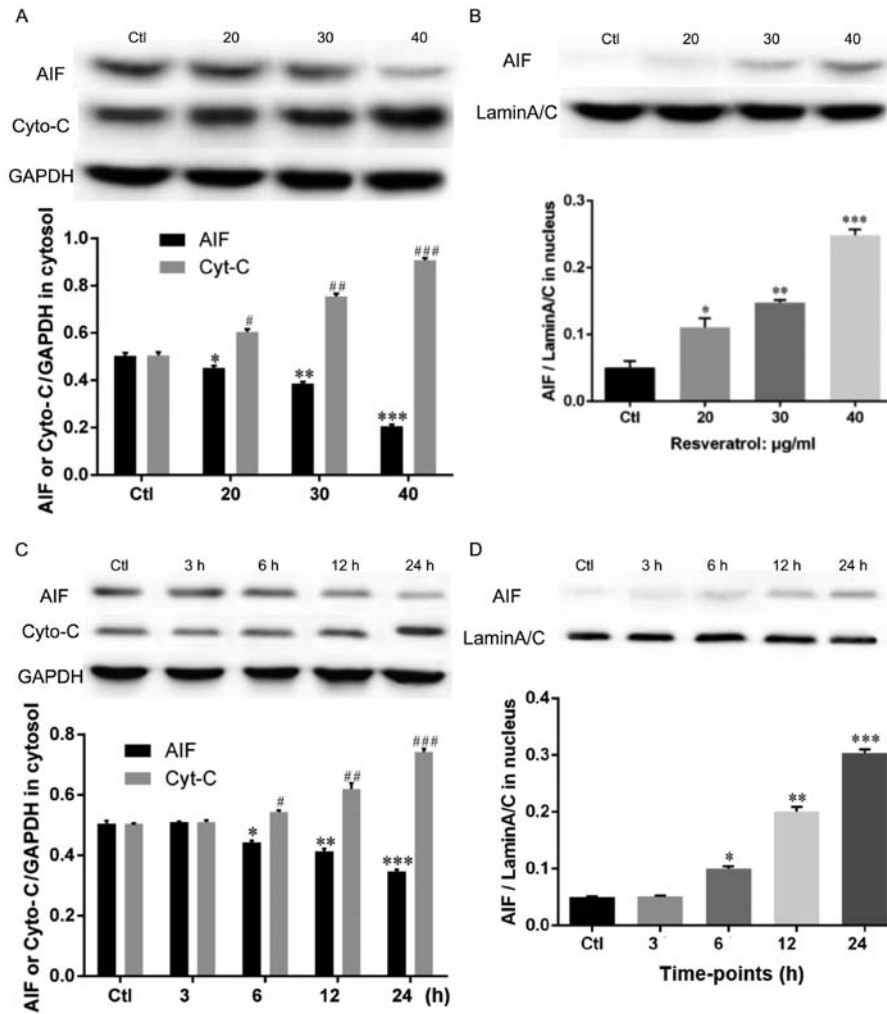 A
Ctl 20 30 40
AIF
Cyto-C
GAPDH
AIF or Cyto-C/GAPDH in cytosol
1.0
0.8
0.6
0.4
0.2
0.0
AIF
Cyt-C
* ** ***
# ## ###
Ctl 20 30 40
B
Ctl 20 30 40
AIF
LaminA/C
AIF / LaminA/C in nucleus
0.3
0.2
0.1
0.0
* ** ***
Ctl 20 30 40
Resveratrol: μg/ml
C
Ctl 3 h 6 h 12 h 24 h
AIF
Cyto-C
GAPDH
AIF or Cyto-C/GAPDH in cytosol
0.8
0.6
0.4
0.2
0.0
AIF
Cyt-C
* ** ***
# ## ###
Ctl 3 6 12 24 (h)
D
Ctl 3 h 6 h 12 h 24 h
AIF
LaminA/C
AIF / LaminA/C in nucleus
0.4
0.3
0.2
0.1
0.0
* ** ***
Ctl 3 6 12 24
Time-points (h)